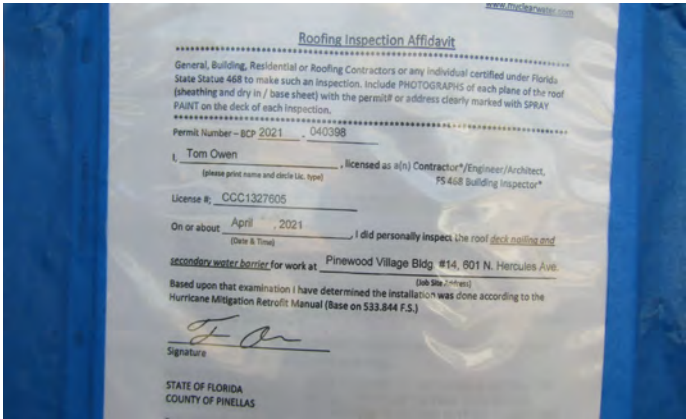 www.myclearwater.com
Roofing Inspection Affidavit
General, Building, Residential or Roofing Contractors or any individual certified under Florida
State Statue 468 to make such an inspection. Include PHOTOGRAPHS of each plane of the roof
(sheathing and dry in / base sheet) with the permit# or address clearly marked with SPRAY
PAINT on the deck of each inspection.
Permit Number – BCP 2021 - 040398
I, Tom Owen , licensed as a(n) Contractor*/Engineer/Architect,
(please print name and circle Lic. type) FS 468 Building Inspector*
License #; CCC1327605
On or about April , 2021 , I did personally inspect the roof deck nailing and
(Date & Time)
secondary water barrier for work at Pinewood Village Bldg #14, 601 N. Hercules Ave.
(Job Site Address)
Based upon that examination I have determined the installation was done according to the
Hurricane Mitigation Retrofit Manual (Base on 533.844 F.S.)
Signature
STATE OF FLORIDA
COUNTY OF PINELLAS